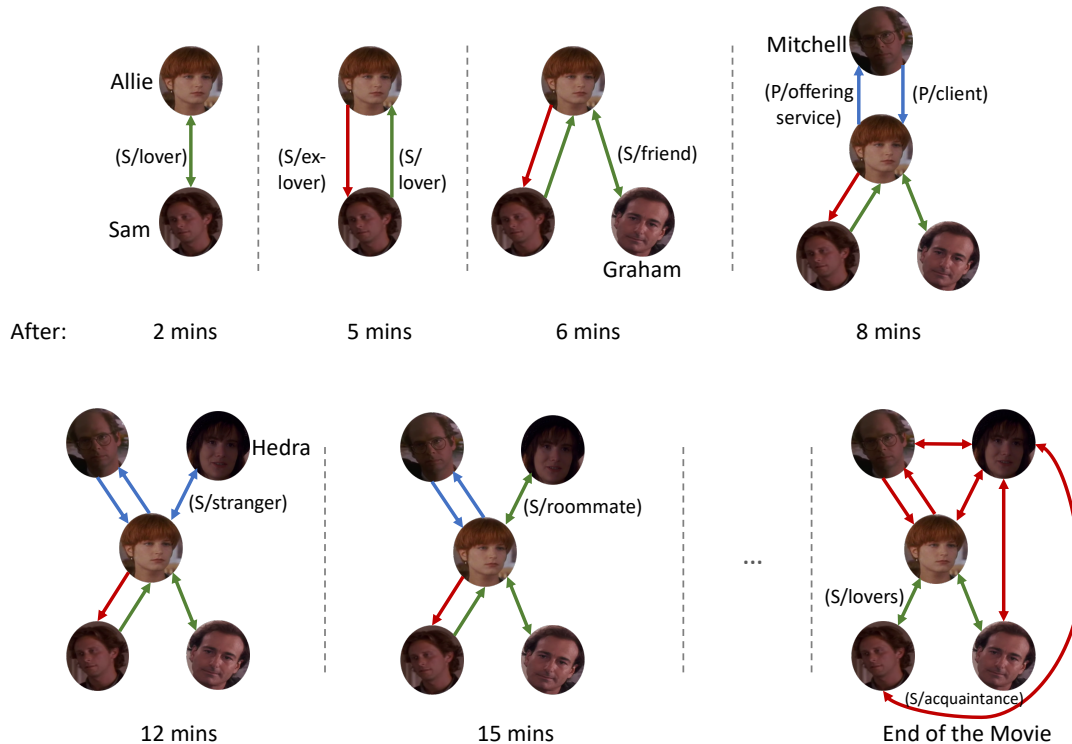 Allie
(S/lover)
Sam
(S/ex-
lover)
(S/
lover)
(S/friend)
Graham
Mitchell
(P/offering
service)
(P/client)
After:
2 mins
5 mins
6 mins
8 mins
Hedra
(S/stranger)
(S/roommate)
...
(S/lovers)
(S/acquaintance)
12 mins
15 mins
End of the Movie